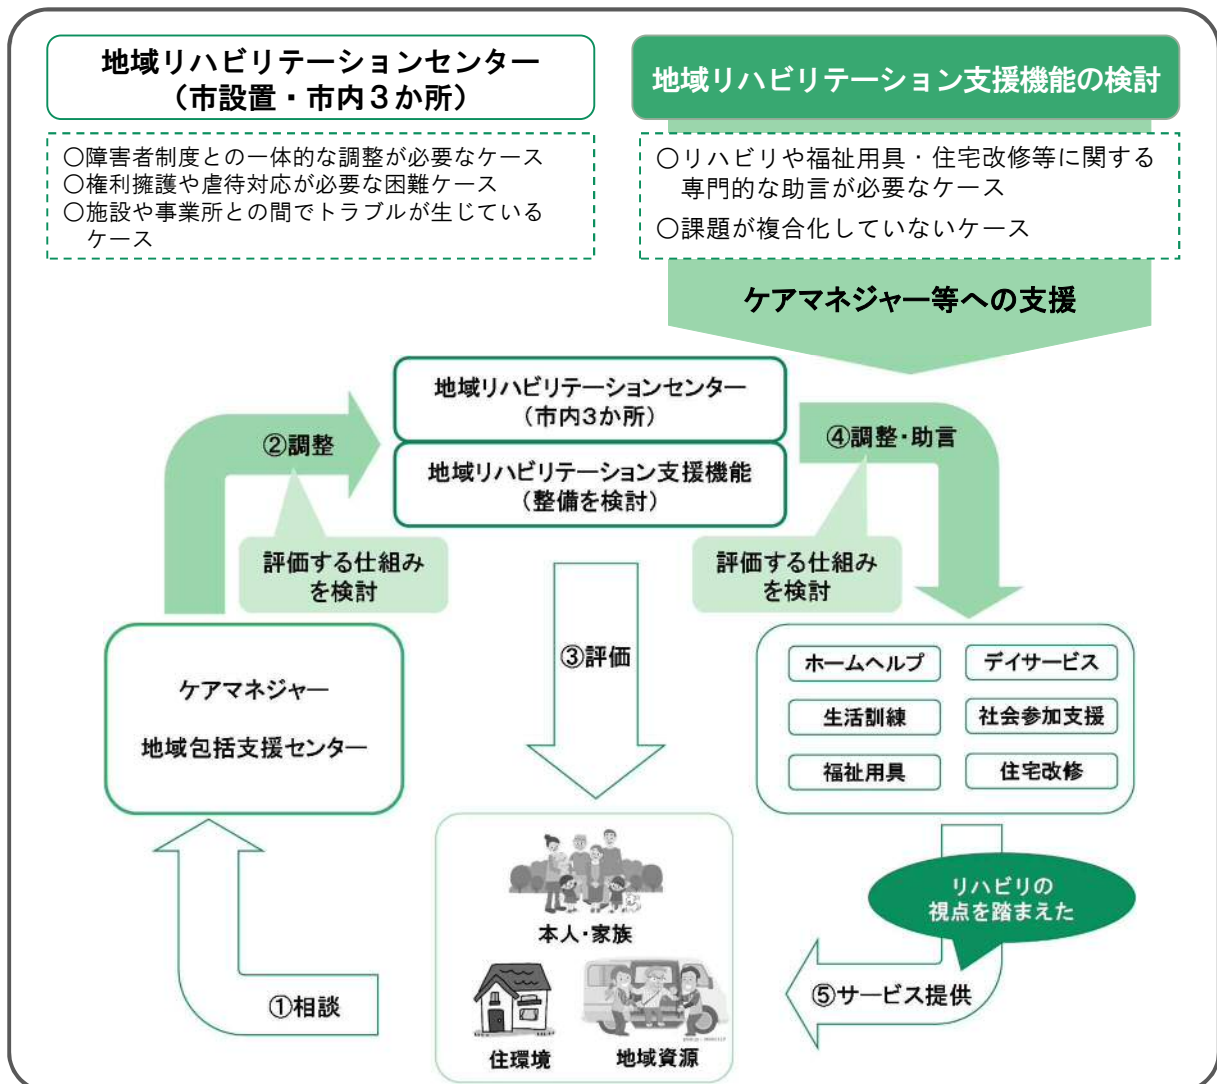 地域リハビリテーションセンター
（市設置・市内３か所）
〇障害者制度との一体的な調整が必要なケース
〇権利擁護や虐待対応が必要な困難ケース
〇施設や事業所との間でトラブルが生じている
ケース
地域リハビリテーション支援機能の検討
〇リハビリや福祉用具・住宅改修等に関する
専門的な助言が必要なケース
〇課題が複合化していないケース
ケアマネジャー等への支援
地域リハビリテーションセンター
（市内3か所）
地域リハビリテーション支援機能
（整備を検討）
②調整
評価する仕組み
を検討
④調整・助言
評価する仕組み
を検討
③評価
ケアマネジャー
地域包括支援センター
ホームヘルプ
デイサービス
生活訓練
社会参加支援
福祉用具
住宅改修
本人・家族
住環境
地域資源
①相談
リハビリの
視点を踏まえた
⑤サービス提供